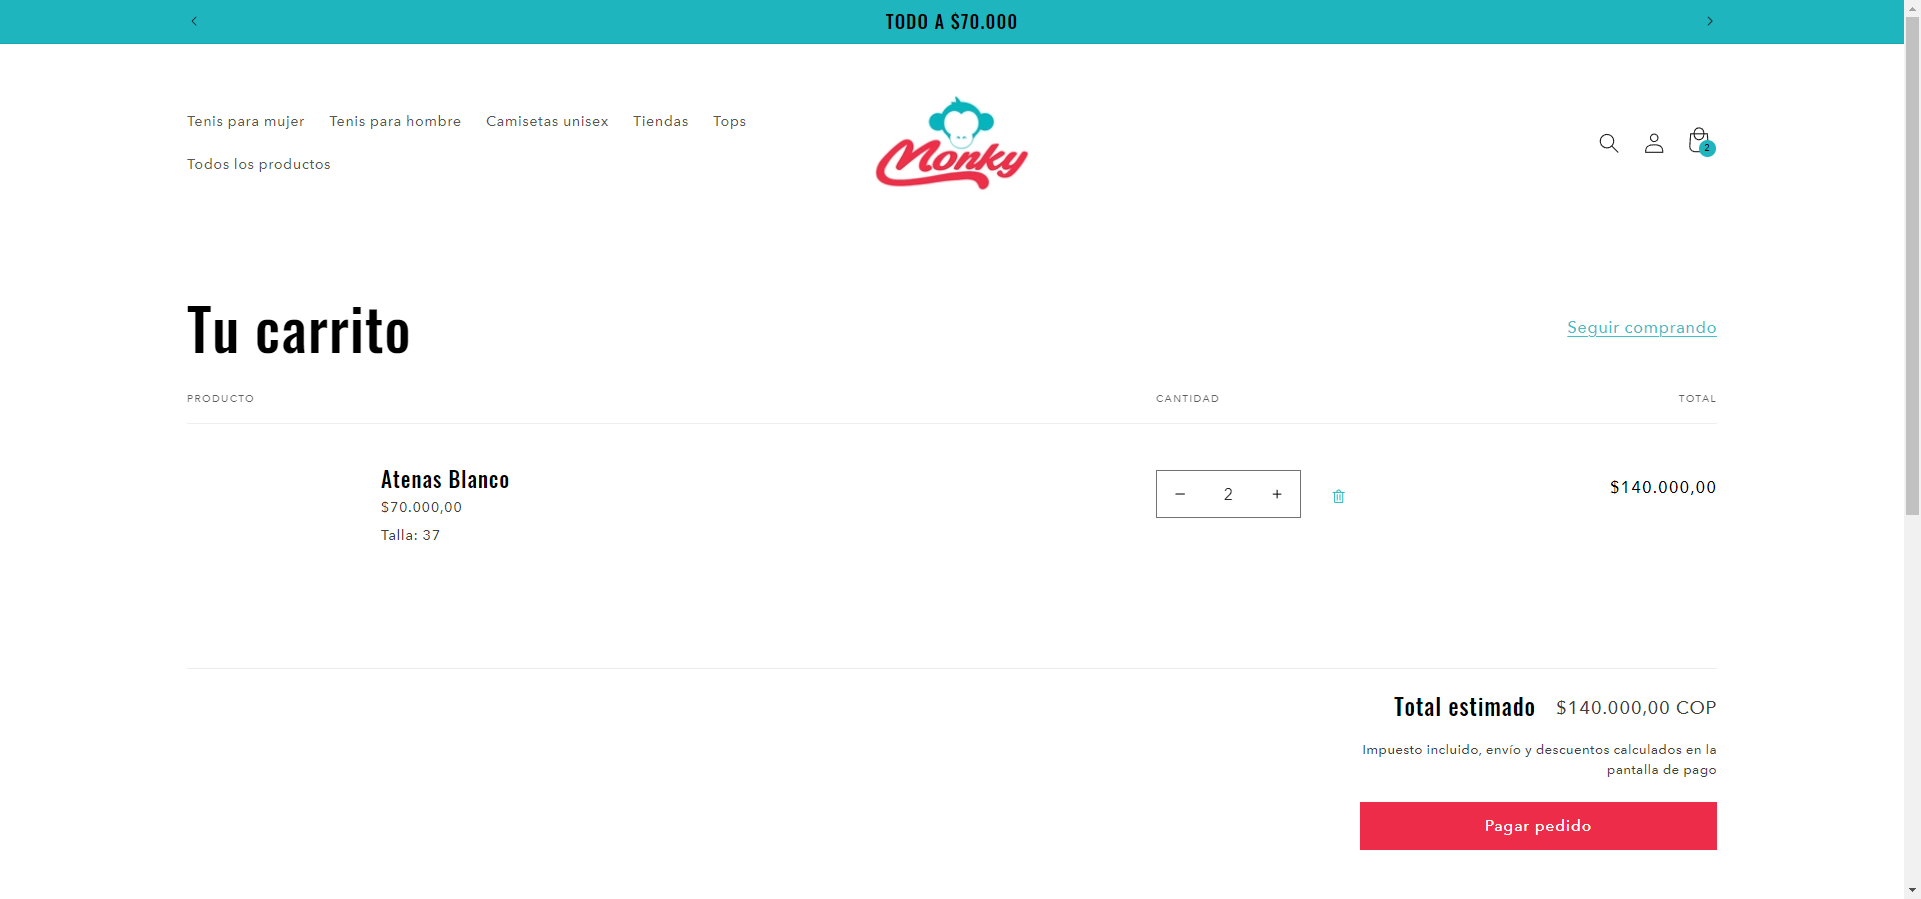 TODO A $70.000
Tenis para mujer Tenis para hombre Camisetas unisex Tiendas Tops
Todos los productos
Monky
2
Tu carrito
Seguir comprando
PRODUCTO CANTIDAD TOTAL
Atenas Blanco
$70.000,00
Talla: 37
− 2 +
$140.000,00
Total estimado $140.000,00 COP
Impuesto incluido, envío y descuentos calculados en la
pantalla de pago
Pagar pedido